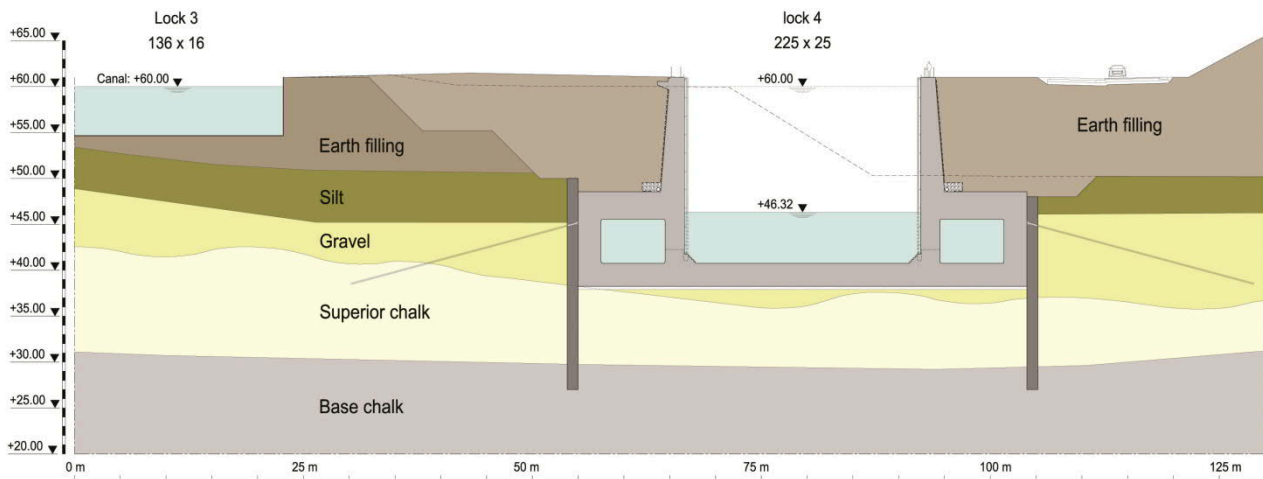 Lock 3
136 x 16
lock 4
225 x 25
+65.00
+60.00
Canal: +60.00
+60.00
+55.00
Earth filling
Earth filling
+50.00
Silt
+46.32
+45.00
Gravel
+40.00
+35.00
Superior chalk
+30.00
+25.00
Base chalk
+20.00
0 m
25 m
50 m
75 m
100 m
125 m